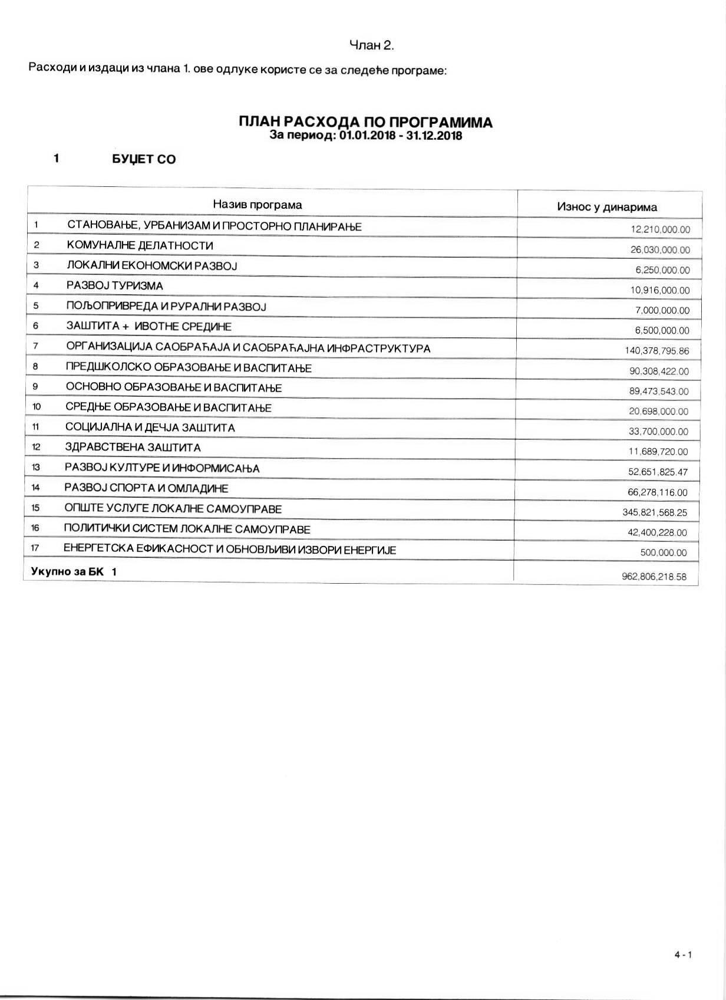 Члан 2.
Расходи и издаци из члана 1. ове одлуке користе се за следеће програме:
ПЛАН РАСХОДА ПО ПРОГРАМИМА
За период: 01.01.2018 - 31.12.2018
1 БУЏЕТ СО
Назив програма Износ у динарима
1 СТАНОВАЊЕ, УРБАНИЗАМ И ПРОСТОРНО ПЛАНИРАЊЕ 12,210,000.00
2 КОМУНАЛНЕ ДЕЛАТНОСТИ 26,030,000.00
3 ЛОКАЛНИ ЕКОНОМСКИ РАЗВОЈ 6,250,000.00
4 РАЗВОЈ ТУРИЗМА 10,916,000.00
5 ПОЉОПРИВРЕДА И РУРАЛНИ РАЗВОЈ 7,000,000.00
6 ЗАШТИТА + ИВОТНЕ СРЕДИНЕ 6,500,000.00
7 ОРГАНИЗАЦИЈА САОБРАЋАЈА И САОБРАЋАЈНА ИНФРАСТРУКТУРА 140,378,795.86
8 ПРЕДШКОЛСКО ОБРАЗОВАЊЕ И ВАСПИТАЊЕ 90,308,422.00
9 ОСНОВНО ОБРАЗОВАЊЕ И ВАСПИТАЊЕ 89,473,543.00
10 СРЕДЊЕ ОБРАЗОВАЊЕ И ВАСПИТАЊЕ 20,698,000.00
11 СОЦИЈАЛНА И ДЕЧЈА ЗАШТИТА 33,700,000.00
12 ЗДРАВСТВЕНА ЗАШТИТА 11,689,720.00
13 РАЗВОЈ КУЛТУРЕ И ИНФОРМИСАЊА 52,651,825.47
14 РАЗВОЈ СПОРТА И ОМЛАДИНЕ 66,278,116.00
15 ОПШТЕ УСЛУГЕ ЛОКАЛНЕ САМОУПРАВЕ 345,821,568.25
16 ПОЛИТИЧКИ СИСТЕМ ЛОКАЛНЕ САМОУПРАВЕ 42,400,228.00
17 ЕНЕРГЕТСКА ЕФИКАСНОСТ И ОБНОВЉИВИ ИЗВОРИ ЕНЕРГИЈЕ 500,000.00
Укупно за БК 1 962,806,218.58
4 - 1